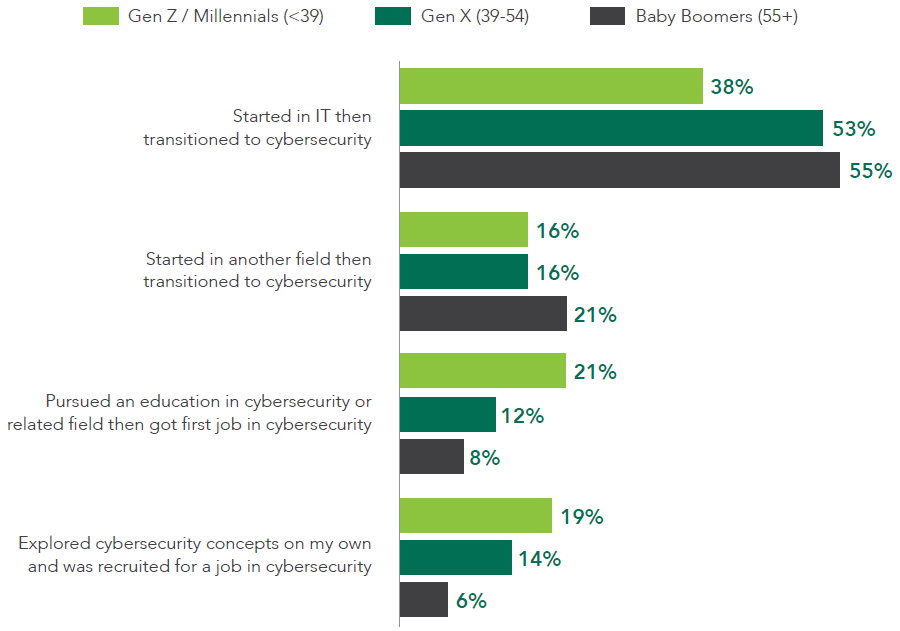 Gen Z / Millennials (<39)
Gen X (39-54)
Baby Boomers (55+)
Started in IT then
transitioned to cybersecurity
38%
53%
55%
Started in another field then
transitioned to cybersecurity
16%
16%
21%
Pursued an education in cybersecurity or
related field then got first job in cybersecurity
21%
12%
8%
Explored cybersecurity concepts on my own
and was recruited for a job in cybersecurity
19%
14%
6%